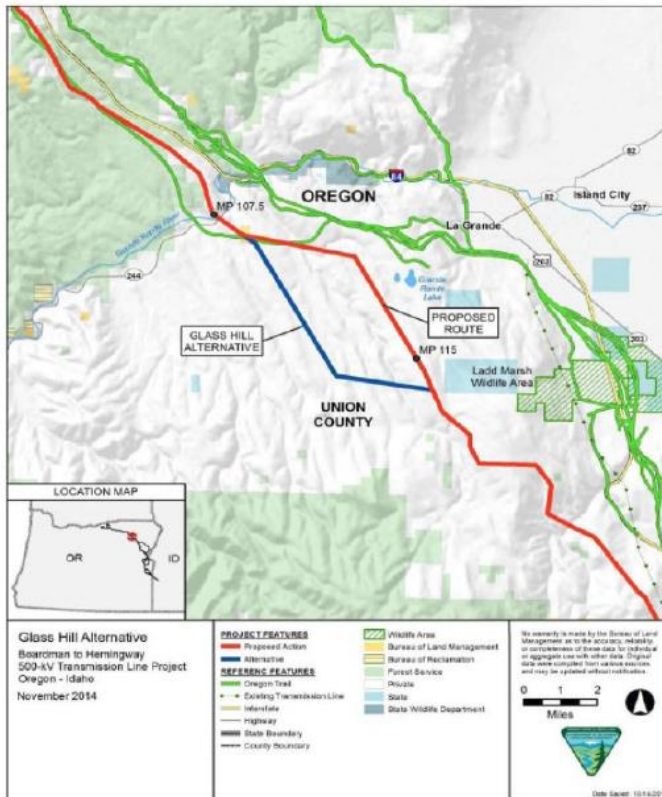 OREGON
Island City
La Grande
82
82
237
203
203
84
MP 107.5
244
Grande
Ronde
Lake
GLASS HILL
ALTERNATIVE
PROPOSED
ROUTE
MP 115
Ladd Marsh
Wildlife Area
UNION
COUNTY
LOCATION MAP
OR
ID
Glass Hill Alternative
Boardman to Hemingway
500-kV Transmission Line Project
Oregon - Idaho
November 2014
PROJECT FEATURES
Proposed Action
Alternative
REFERENC FEATURES
Oregon Trail
Existing Transmission Line
Interstate
Highway
State Boundary
County Boundary
Wildlife Area
Bureau of Land Management
Bureau of Reclamation
Forest Service
Private
State
State Wildlife Department
No warranty is made by the Bureau of Land
Management as to the accuracy, reliability,
or completeness of these data for individual
or aggregate use with other data. Original
data were compiled from various sources
and may be updated without notification.
0 1 2
Miles
Date Saved: